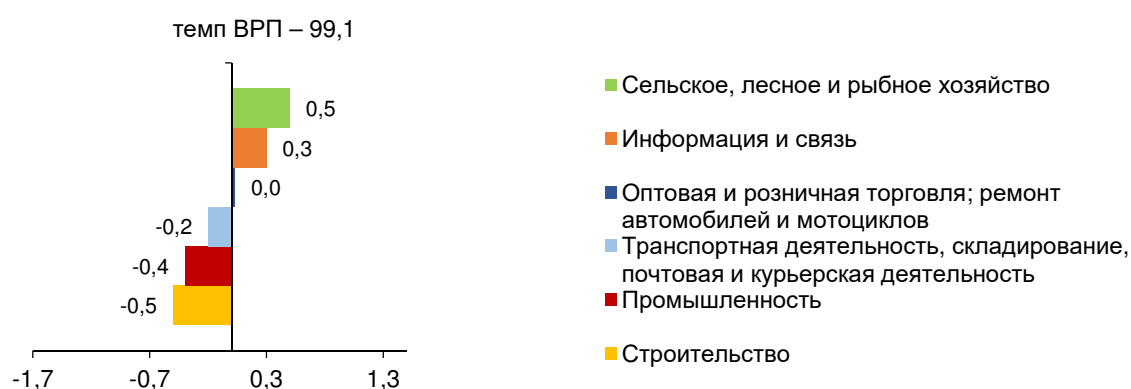 темп ВРП – 99,1
0,5
0,3
0,0
-0,2
-0,4
-0,5
-1,7
-0,7
0,3
1,3
Сельское, лесное и рыбное хозяйство
Информация и связь
Оптовая и розничная торговля; ремонт
автомобилей и мотоциклов
Транспортная деятельность, складирование,
почтовая и курьерская деятельность
Промышленность
Строительство